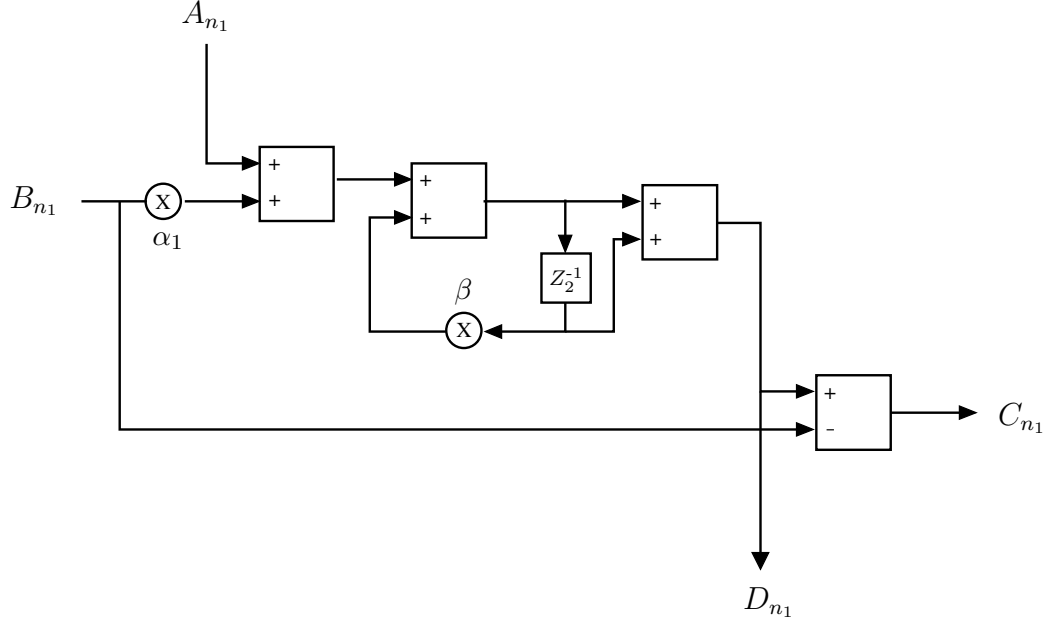 A_{n_1}
+
+
+
+
B_{n_1}
X
α_1
+
+
Z_2^{-1}
β
X
+
-
C_{n_1}
D_{n_1}